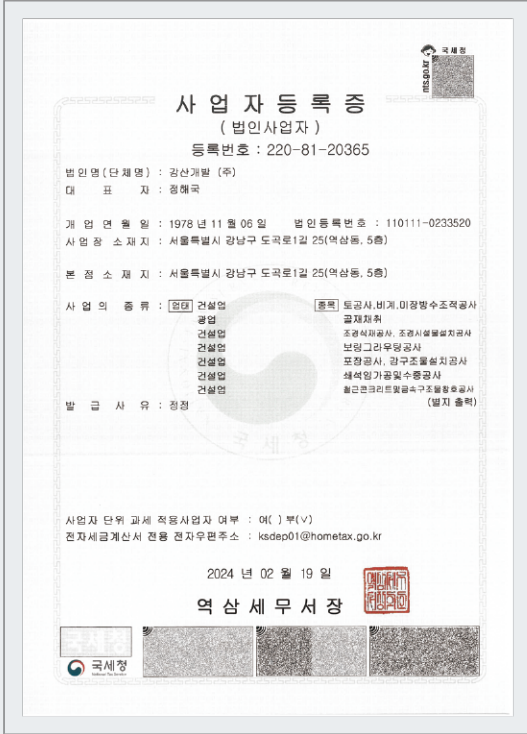 국세청
nts.go.kr
사업자등록증
( 법인사업자 )
등록번호 : 220-81-20365
법인명(단체명) : 강산개발 (주)
대 표 자 : 정해국
개 업 연 월 일 : 1978 년 11 월 06 일 법인등록번호 : 110111-0233520
사업장 소재지 : 서울특별시 강남구 도곡로1길 25(역삼동, 5층)
본 점 소 재 지 : 서울특별시 강남구 도곡로1길 25(역삼동, 5층)
사 업 의 종 류 : 업태 건설업 종목 토공사,비계,미장방수조적공사
광업 골재채취
건설업 조경식재공사, 조경시설물설치공사
건설업 보링그라우팅공사
건설업 포장공사, 강구조물설치공사
건설업 쇄석임가공및수중공사
건설업 철근콘크리트및금속구조물창호공사
발 급 사 유 : 정정 (별지 출력)
국세청
사업자 단위 과세 적용사업자 여부 : 여( ) 부(∨)
전자세금계산서 전용 전자우편주소 : ksdep01@hometax.go.kr
2024 년 02 월 19 일
역삼세무서장
국세청
국세청
National Tax Service